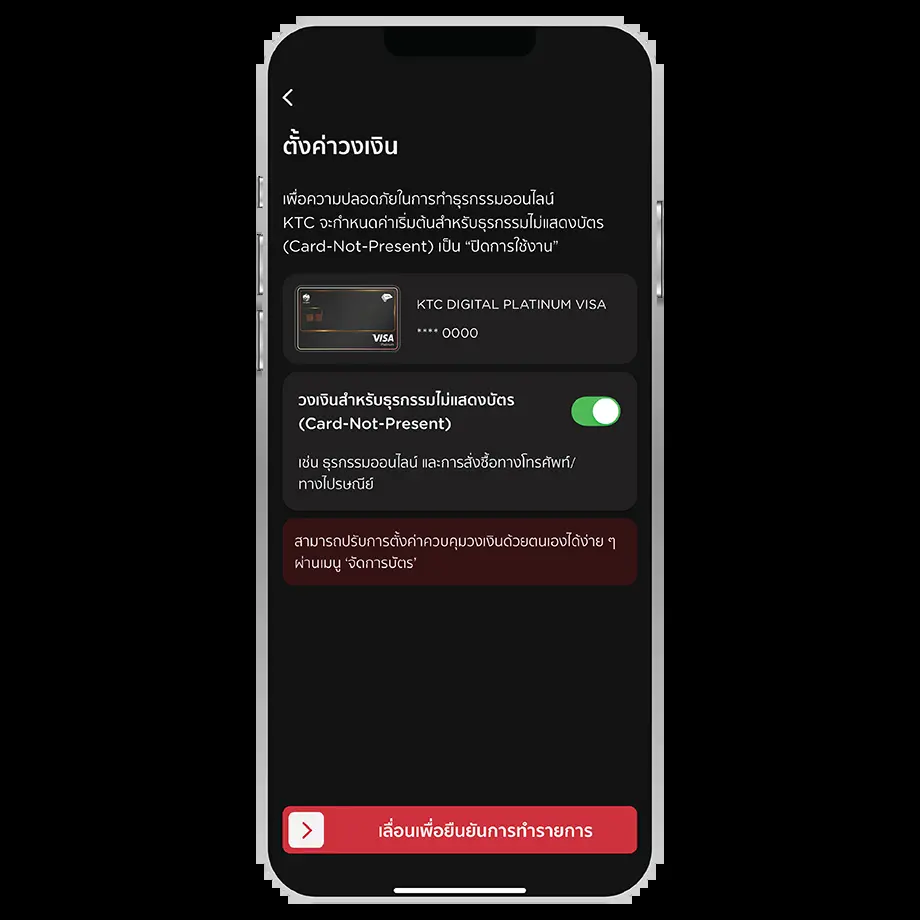 ตั้งค่าวงเงิน
เพื่อความปลอดภัยในการทำธุรกรรมออนไลน์
KTC จะกำหนดค่าเริ่มต้นสำหรับธุรกรรมไม่แสดงบัตร
(Card-Not-Present) เป็น “ปิดการใช้งาน”
KTC DIGITAL PLATINUM VISA
**** 0000
VISA
Platinum
วงเงินสำหรับธุรกรรมไม่แสดงบัตร
(Card-Not-Present)
เช่น ธุรกรรมออนไลน์ และการสั่งซื้อทางโทรศัพท์/
ทางไปรษณีย์
สามารถปรับการตั้งค่าควบคุมวงเงินด้วยตนเองได้ง่าย ๆ
ผ่านเมนู ‘จัดการบัตร’
เลื่อนเพื่อยืนยันการทำรายการ